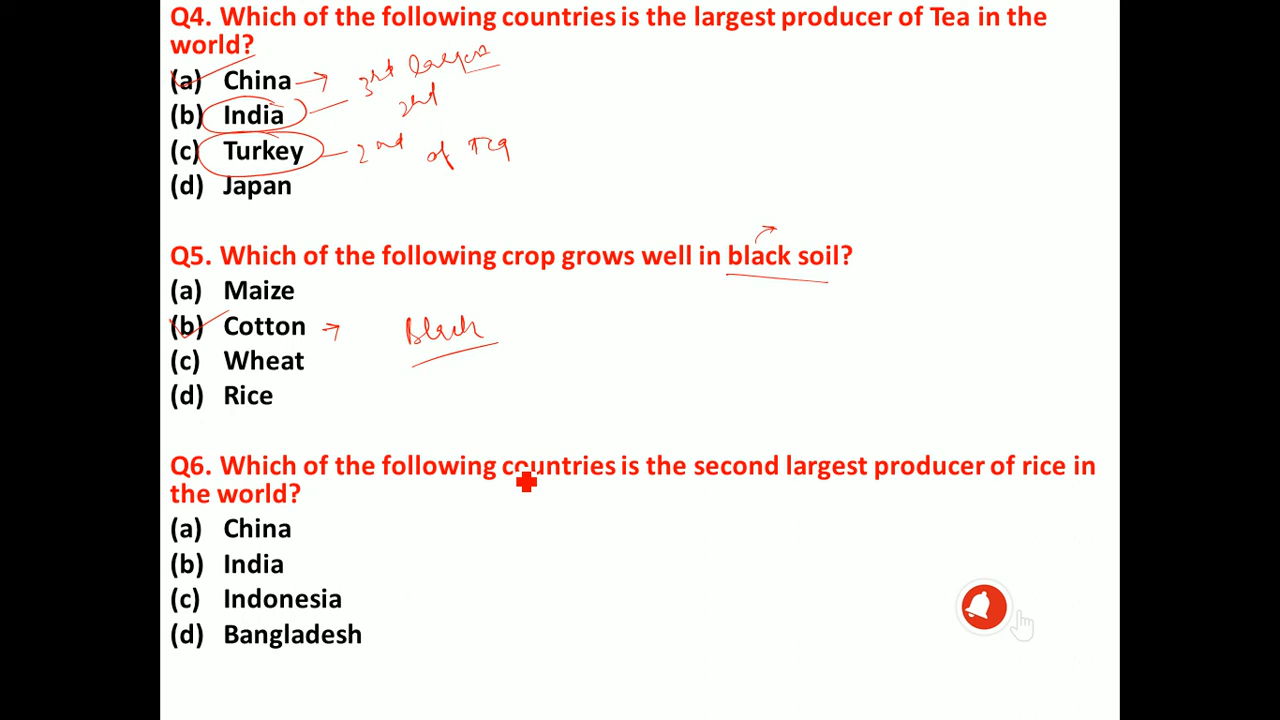 Q4. Which of the following countries is the largest producer of Tea in the
world?
(a) China → 3rd largest
(b) India 2nd
(c) Turkey 2nd of Tea
(d) Japan
Q5. Which of the following crop grows well in black soil?
(a) Maize
(b) Cotton → Black
(c) Wheat
(d) Rice
Q6. Which of the following countries is the second largest producer of rice in
the world?
(a) China
(b) India
(c) Indonesia
(d) Bangladesh